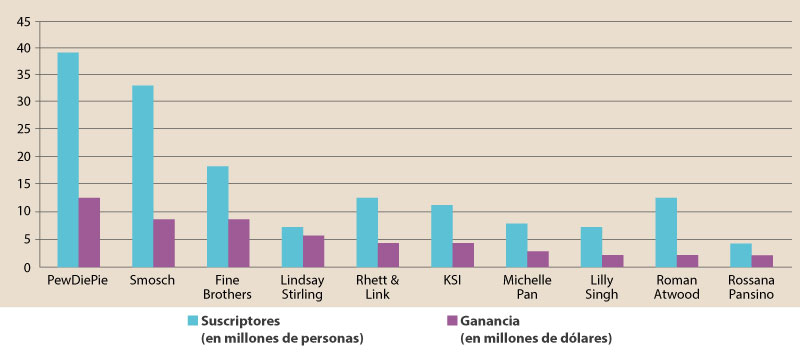 45
40
35
30
25
20
15
10
5
0
PewDiePie
Smosch
Fine
Brothers
Lindsay
Stirling
Rhett &
Link
KSI
Michelle
Pan
Lilly
Singh
Roman
Atwood
Rossana
Pansino
Suscriptores
(en millones de personas)
Ganancia
(en millones de dólares)